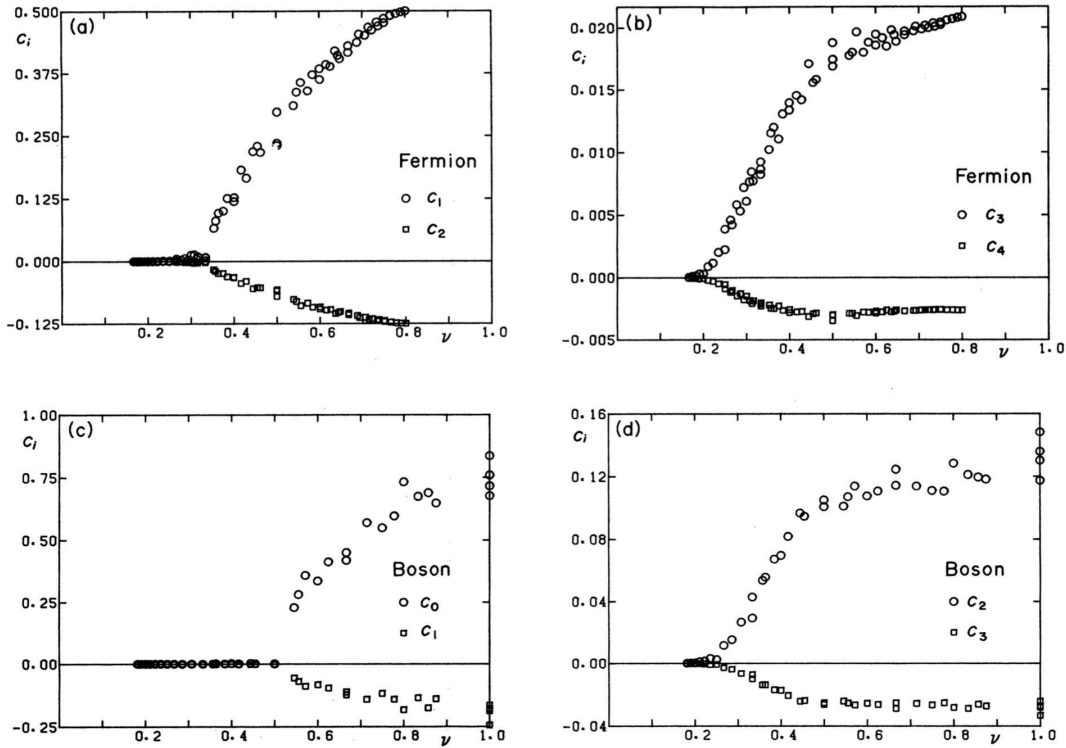 (a)
0.500
C_i
0.375
0.250
0.125
0.000
-0.125
0.2 0.4 0.6 0.8 1.0
ν
Fermion
○ C_1
□ C_2
(b)
0.020
C_i
0.015
0.010
0.005
0.000
-0.005
0.2 0.4 0.6 0.8 1.0
ν
Fermion
○ C_3
□ C_4
(c)
1.00
C_i
0.75
0.50
0.25
0.00
-0.25
0.2 0.4 0.6 0.8 1.0
ν
Boson
○ C_0
□ C_1
(d)
0.16
C_i
0.12
0.08
0.04
0.00
-0.04
0.2 0.4 0.6 0.8 1.0
ν
Boson
○ C_2
□ C_3